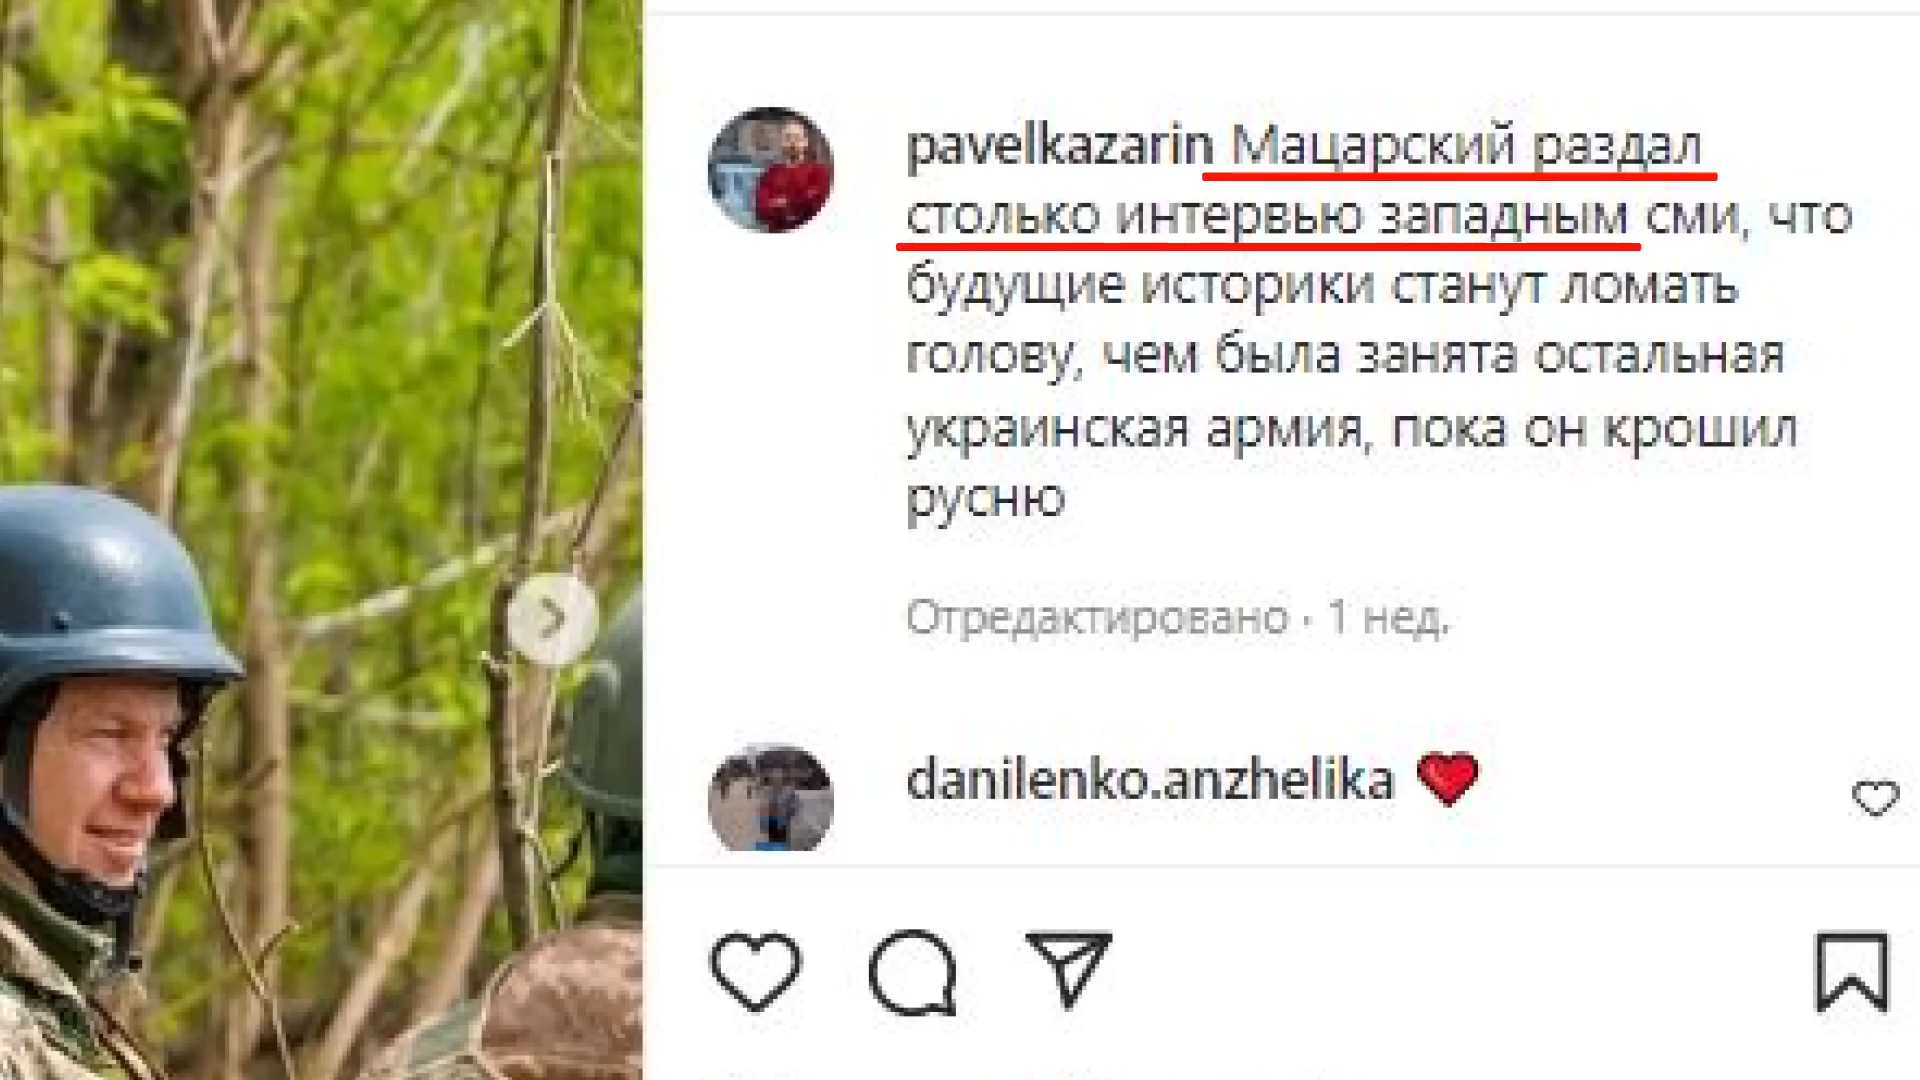 pavelkazarin Мацарский раздал
столько интервью западным сми, что
будущие историки станут ломать
голову, чем была занята остальная
украинская армия, пока он крошил
русню
Отредактировано · 1 нед.
danilenko.anzhelika ❤️